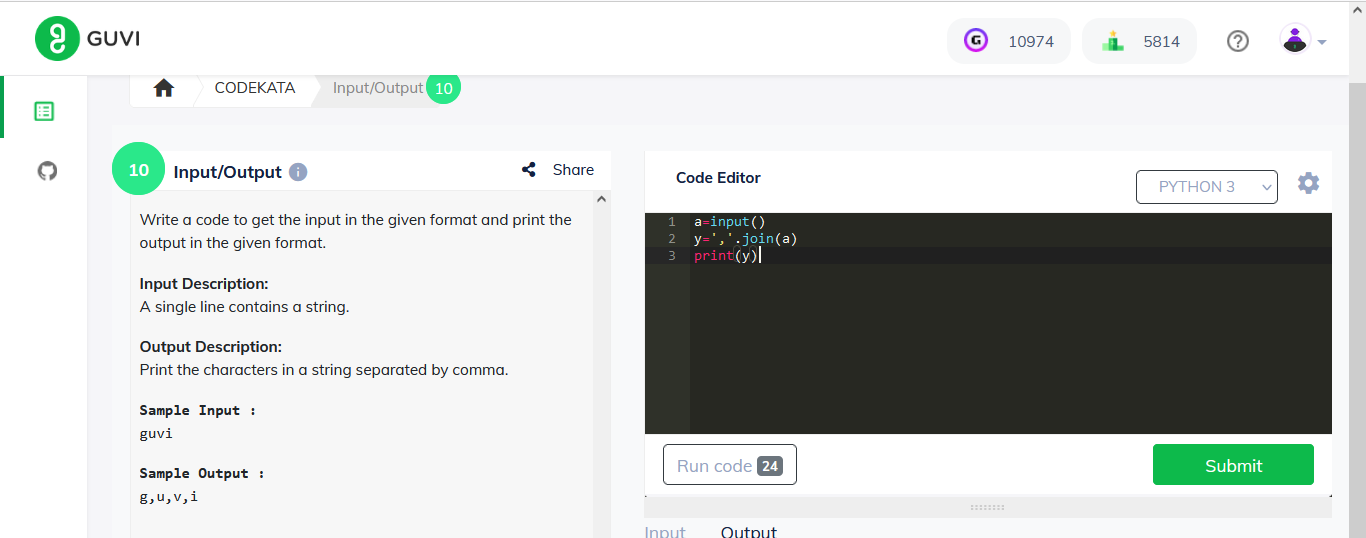 GUVI
10974
5814
CODEKATA
Input/Output 10
10 Input/Output
Share
Write a code to get the input in the given format and print the
output in the given format.
Input Description:
A single line contains a string.
Output Description:
Print the characters in a string separated by comma.
Sample Input :
guvi
Sample Output :
g,u,v,i
Code Editor
PYTHON 3
1 a=input()
2 y=','.join(a)
3 print(y)
Run code 24
Submit
Input Output